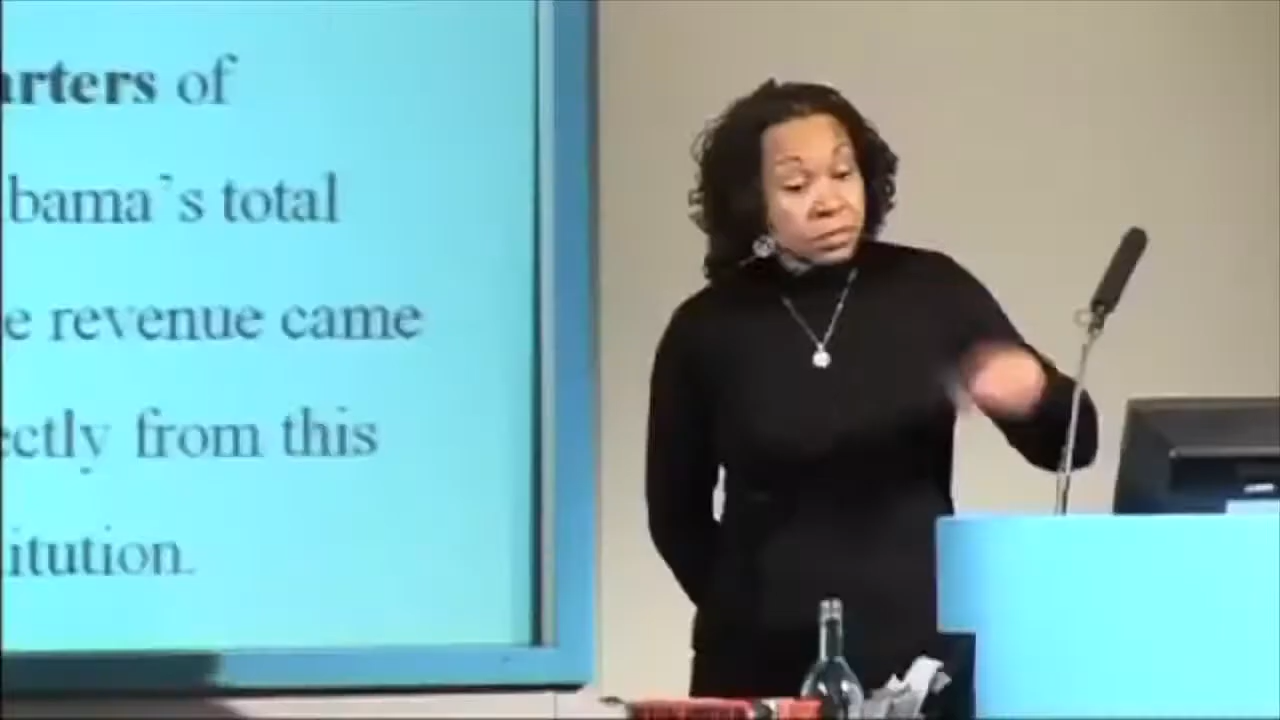 arters of
bama's total
e revenue came
ectly from this
itution.